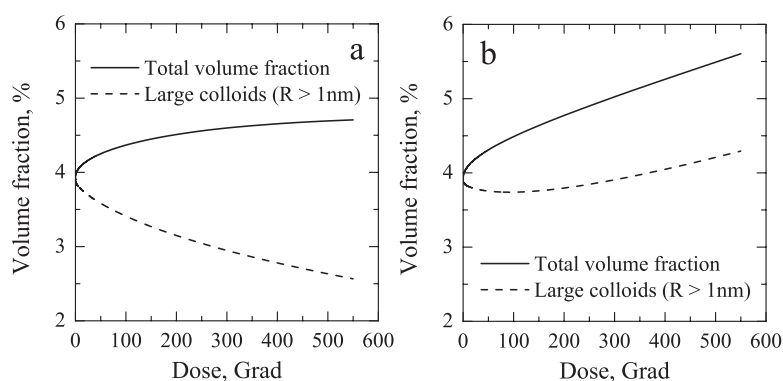 a
Total volume fraction
Large colloids (R > 1nm)
Volume fraction, %
6
5
4
3
2
0 100 200 300 400 500 600
Dose, Grad
b
Total volume fraction
Large colloids (R > 1nm)
Volume fraction, %
6
5
4
3
2
0 100 200 300 400 500 600
Dose, Grad